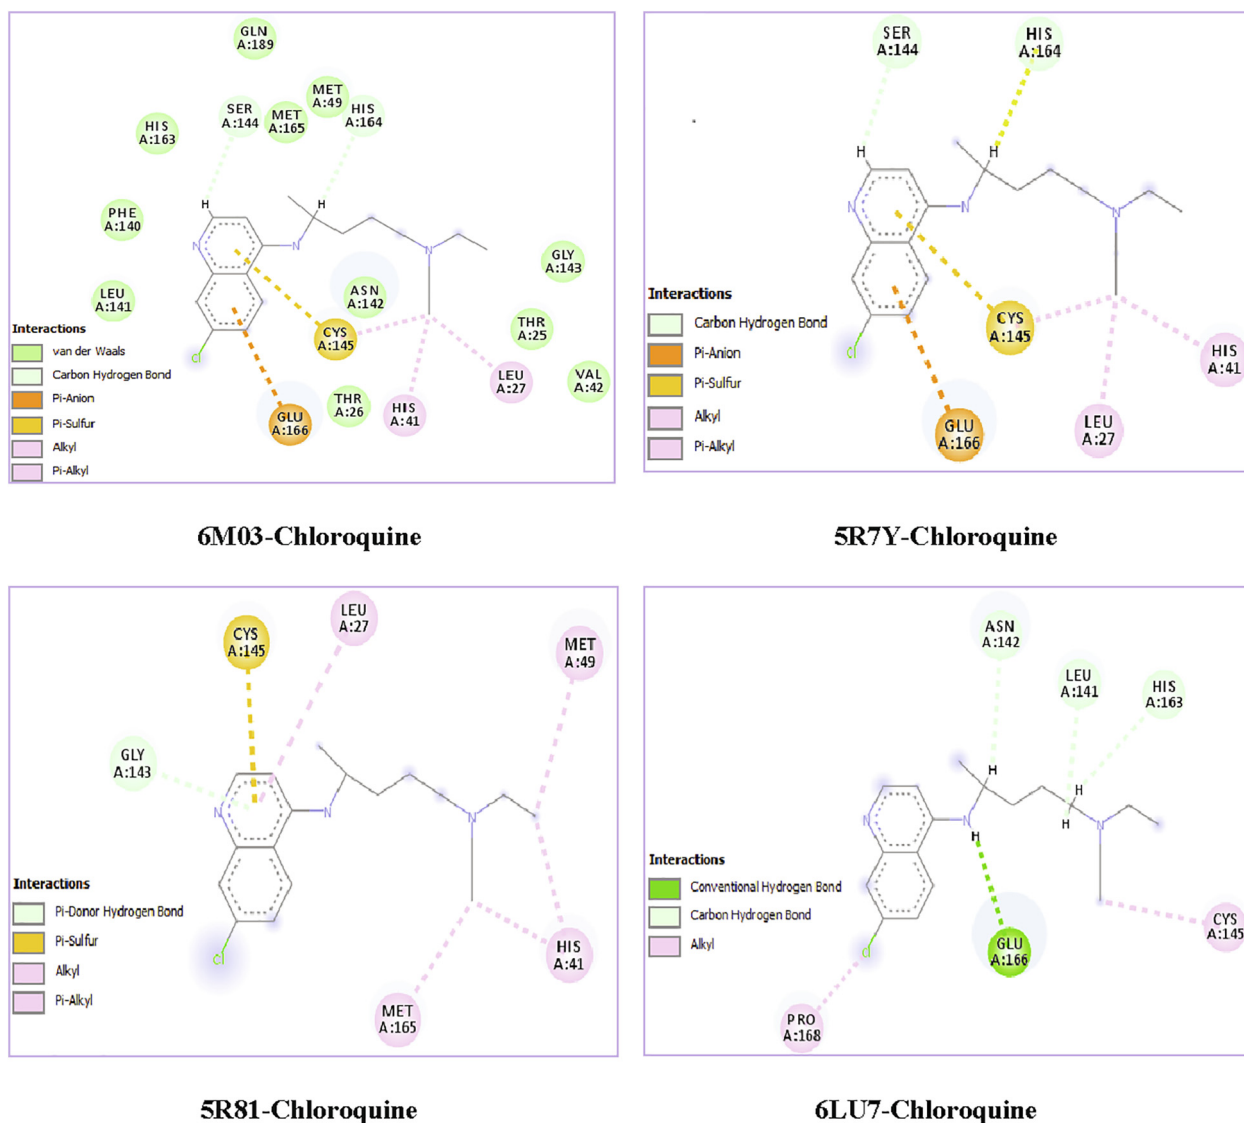 GLN
A:189
MET
A:49
SER
A:144
MET
A:165
HIS
A:164
HIS
A:163
H
H
PHE
A:140
N
N
N
GLY
A:143
ASN
A:142
LEU
A:141
THR
A:25
CYS
A:145
Cl
LEU
A:27
VAL
A:42
THR
A:26
HIS
A:41
GLU
A:166
Interactions
van der Waals
Carbon Hydrogen Bond
Pi-Anion
Pi-Sulfur
Alkyl
Pi-Alkyl
6M03-Chloroquine
SER
A:144
HIS
A:164
H
H
N
N
N
CYS
A:145
Cl
HIS
A:41
GLU
A:166
LEU
A:27
Interactions
Carbon Hydrogen Bond
Pi-Anion
Pi-Sulfur
Alkyl
Pi-Alkyl
5R7Y-Chloroquine
LEU
A:27
CYS
A:145
MET
A:49
GLY
A:143
N
N
N
Cl
HIS
A:41
MET
A:165
Interactions
Pi-Donor Hydrogen Bond
Pi-Sulfur
Alkyl
Pi-Alkyl
5R81-Chloroquine
ASN
A:142
LEU
A:141
HIS
A:163
H
H
H
N
N
H
N
CYS
A:145
GLU
A:166
Cl
PRO
A:168
Interactions
Conventional Hydrogen Bond
Carbon Hydrogen Bond
Alkyl
6LU7-Chloroquine